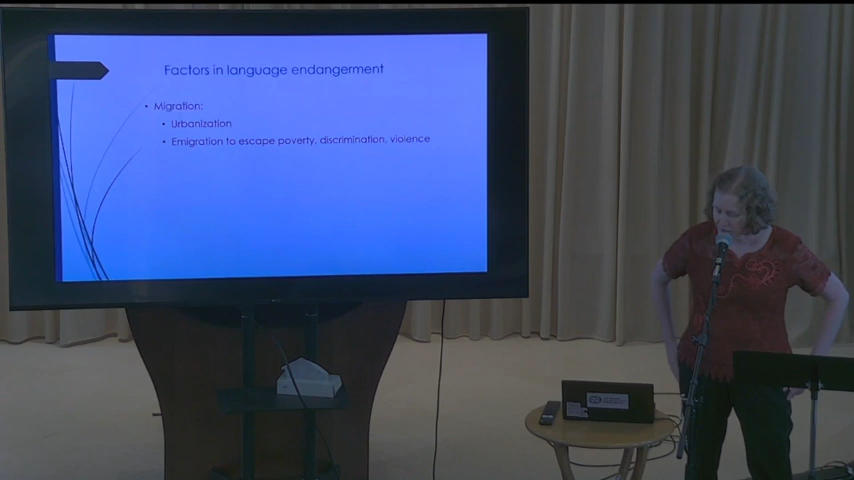 Factors in language endangerment
• Migration:
• Urbanization
• Emigration to escape poverty, discrimination, violence